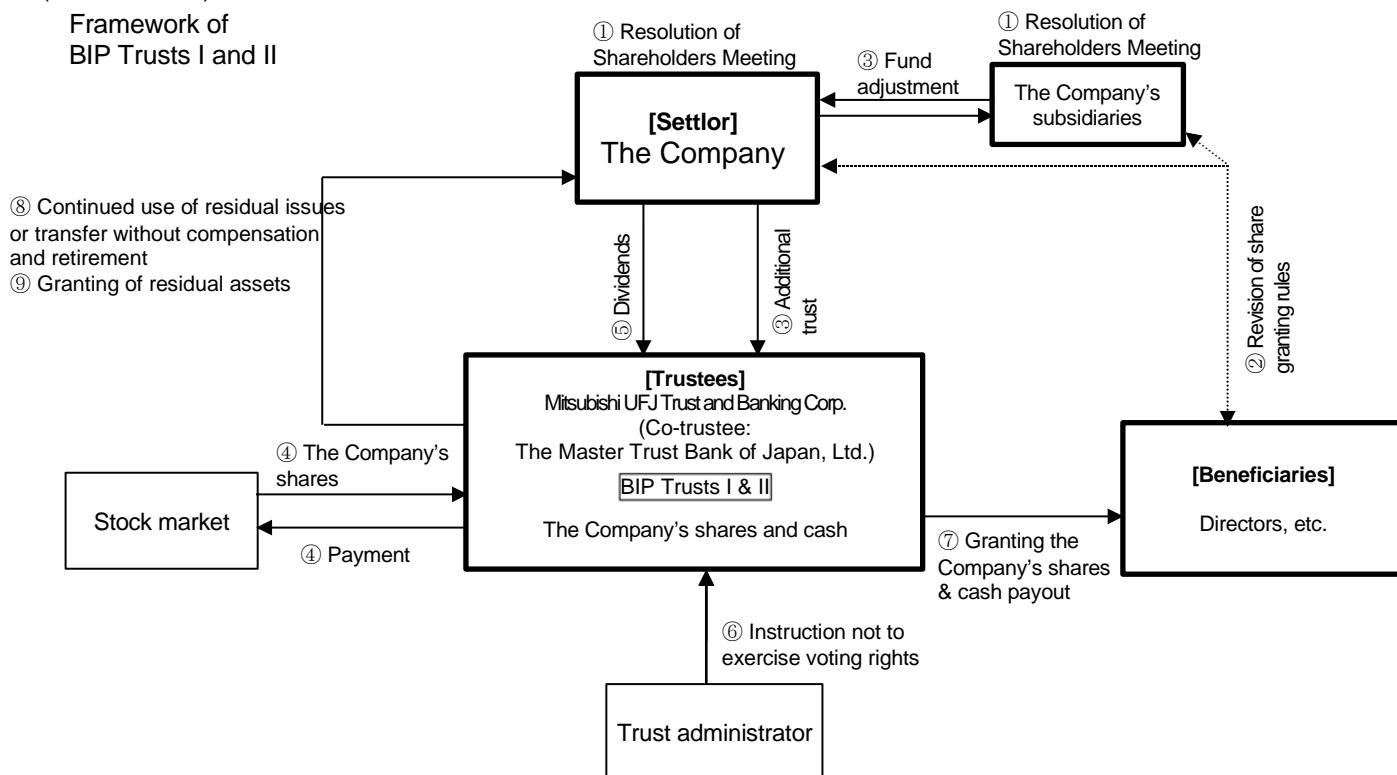 Framework of
BIP Trusts I and II
① Resolution of
Shareholders Meeting
① Resolution of
Shareholders Meeting
③ Fund
adjustment
The Company's
subsidiaries
[Settlor]
The Company
⑧ Continued use of residual issues
or transfer without compensation
and retirement
⑨ Granting of residual assets
⑤ Dividends
③ Additional
trust
② Revision of share
granting rules
[Trustees]
Mitsubishi UFJ Trust and Banking Corp.
(Co-trustee:
The Master Trust Bank of Japan, Ltd.)
BIP Trusts I & II
The Company's shares and cash
④ The Company's
shares
Stock market
④ Payment
[Beneficiaries]
Directors, etc.
⑦ Granting the
Company's shares
& cash payout
⑥ Instruction not to
exercise voting rights
Trust administrator